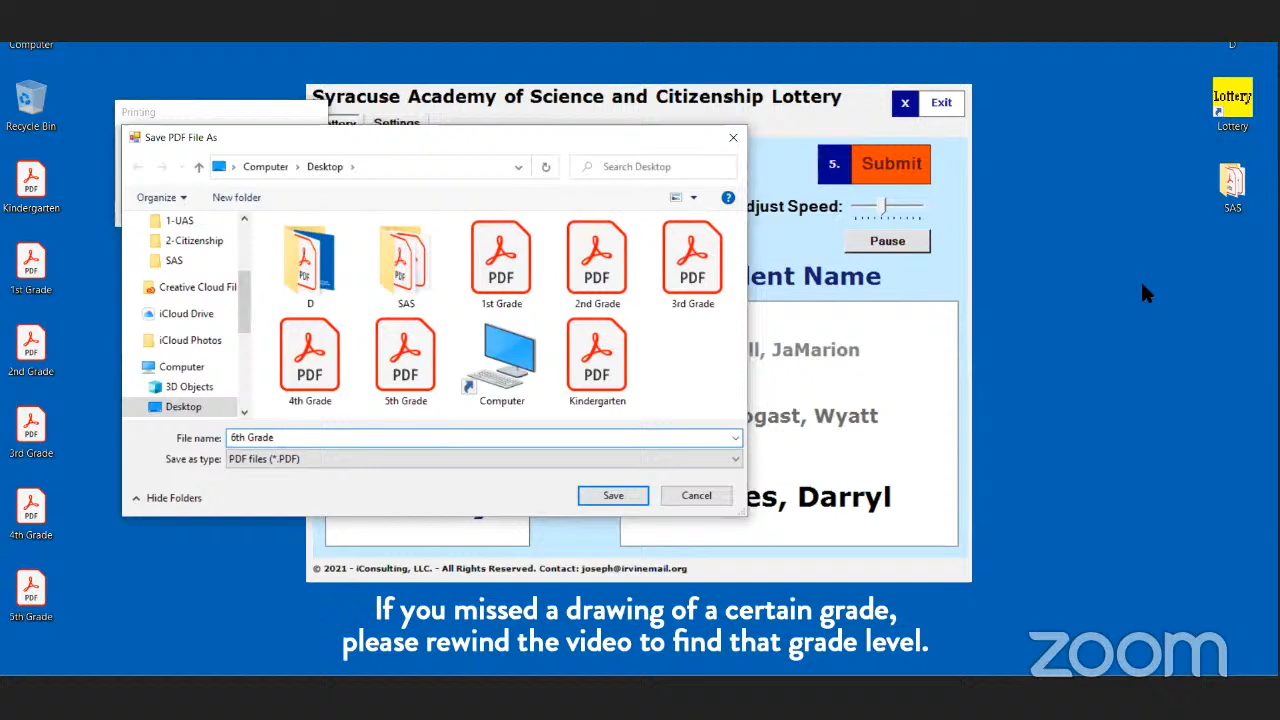 Computer
Recycle Bin
Kindergarten
1st Grade
2nd Grade
3rd Grade
4th Grade
5th Grade
D
Lottery
Lottery
SAS
Syracuse Academy of Science and Citizenship Lottery
X Exit
Settings
Printing
Save PDF File As
Computer Desktop
Search Desktop
Organize New folder
1-UAS
2-Citizenship
SAS
Creative Cloud Fil
iCloud Drive
iCloud Photos
Computer
3D Objects
Desktop
D SAS 1st Grade 2nd Grade 3rd Grade
4th Grade 5th Grade Computer Kindergarten
File name: 6th Grade
Save as type: PDF files (*.PDF)
Hide Folders
Save Cancel
5. Submit
djust Speed:
Pause
dent Name
ll, JaMarion
ogast, Wyatt
es, Darryl
© 2021 - iConsulting, LLC. - All Rights Reserved. Contact: joseph@irvinemail.org
If you missed a drawing of a certain grade,
please rewind the video to find that grade level.
zoom